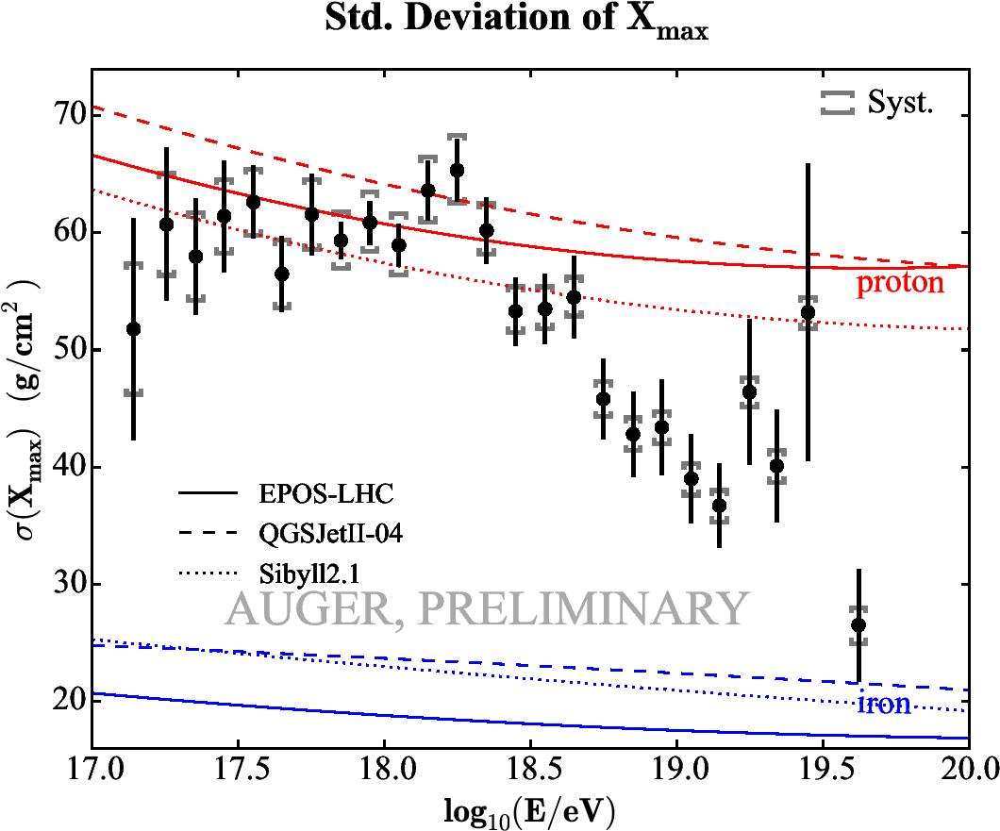 Std. Deviation of Xmax
Syst.
70
60
50
40
30
20
σ(Xmax) (g/cm²)
proton
EPOS-LHC
QGSJetII-04
Sibyll2.1
AUGER, PRELIMINARY
iron
17.0 17.5 18.0 18.5 19.0 19.5 20.0
log₁₀(E/eV)